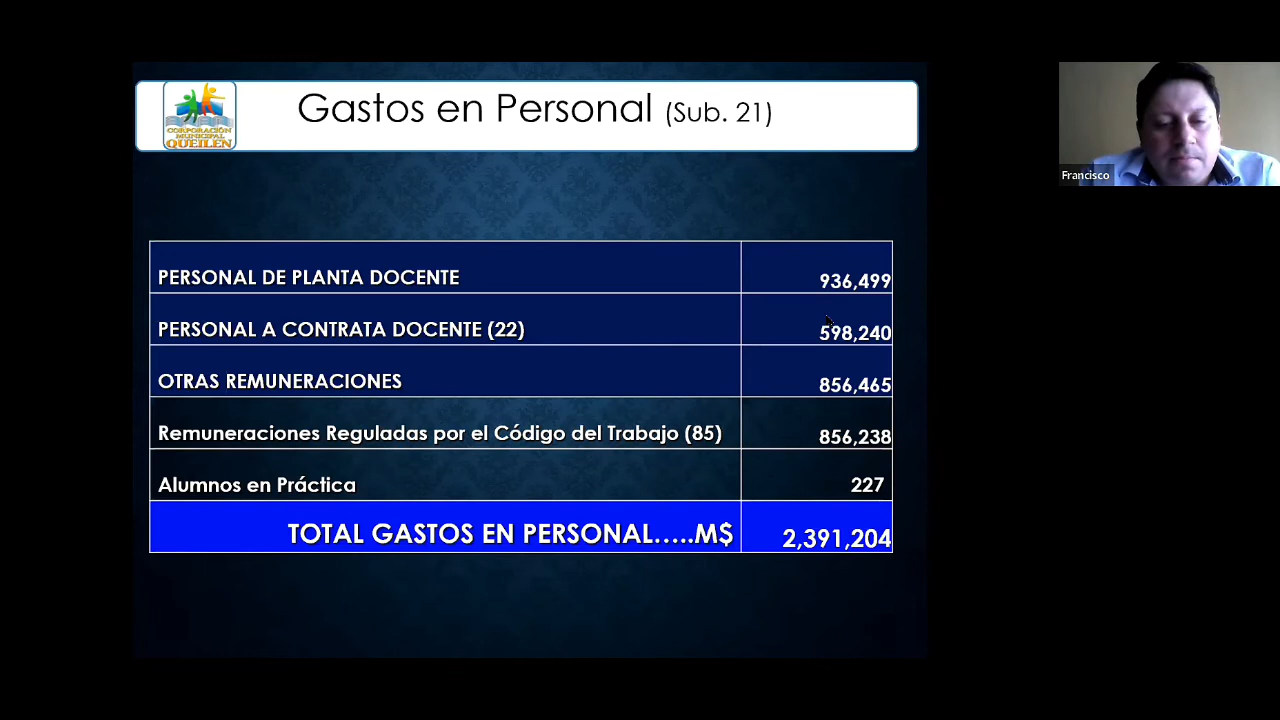 Gastos en Personal (Sub. 21)
CORPORACIÓN
MUNICIPAL
QUEILEN
Francisco
PERSONAL DE PLANTA DOCENTE 936,499
PERSONAL A CONTRATA DOCENTE (22) 598,240
OTRAS REMUNERACIONES 856,465
Remuneraciones Reguladas por el Código del Trabajo (85) 856,238
Alumnos en Práctica 227
TOTAL GASTOS EN PERSONAL…..M$ 2,391,204